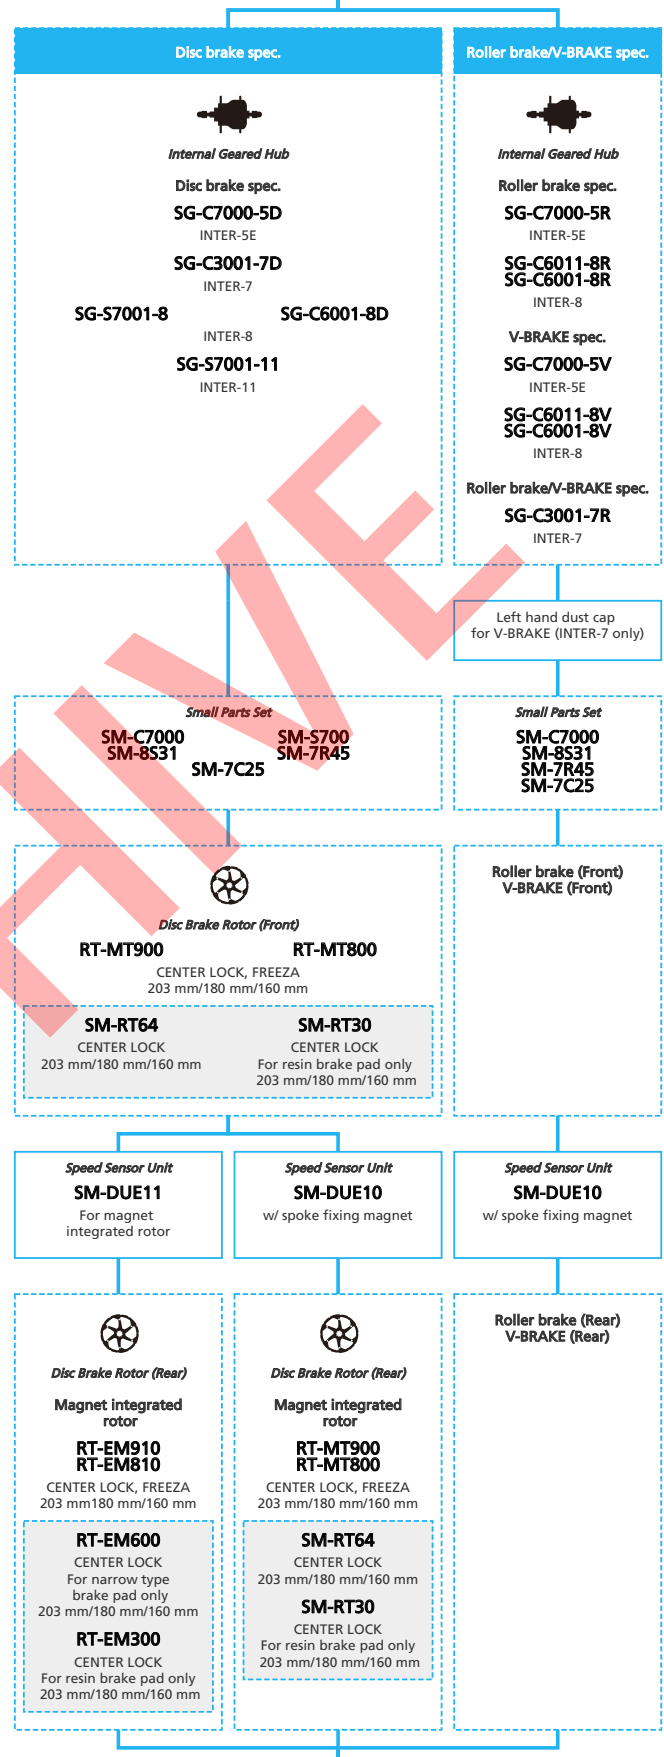 Disc brake spec.
Internal Geared Hub
Disc brake spec.
SG-C7000-5D
INTER-5E
SG-C3001-7D
INTER-7
SG-S7001-8 SG-C6001-8D
INTER-8
SG-S7001-11
INTER-11
Roller brake/V-BRAKE spec.
Internal Geared Hub
Roller brake spec.
SG-C7000-5R
INTER-5E
SG-C6011-8R
SG-C6001-8R
INTER-8
V-BRAKE spec.
SG-C7000-5V
INTER-5E
SG-C6011-8V
SG-C6001-8V
INTER-8
Roller brake/V-BRAKE spec.
SG-C3001-7R
INTER-7
Left hand dust cap
for V-BRAKE (INTER-7 only)
Small Parts Set
SM-C7000 SM-S700
SM-8S31 SM-7R45
SM-7C25
Small Parts Set
SM-C7000
SM-8S31
SM-7R45
SM-7C25
Disc Brake Rotor (Front)
RT-MT900 RT-MT800
CENTER LOCK, FREEZA
203 mm/180 mm/160 mm
SM-RT64
CENTER LOCK
203 mm/180 mm/160 mm
SM-RT30
CENTER LOCK
For resin brake pad only
203 mm/180 mm/160 mm
Roller brake (Front)
V-BRAKE (Front)
Speed Sensor Unit
SM-DUE11
For magnet
integrated rotor
Speed Sensor Unit
SM-DUE10
w/ spoke fixing magnet
Speed Sensor Unit
SM-DUE10
w/ spoke fixing magnet
Disc Brake Rotor (Rear)
Magnet integrated
rotor
RT-EM910
RT-EM810
CENTER LOCK, FREEZA
203 mm180 mm/160 mm
RT-EM600
CENTER LOCK
For narrow type
brake pad only
203 mm/180 mm/160 mm
RT-EM300
CENTER LOCK
For resin brake pad only
203 mm/180 mm/160 mm
Disc Brake Rotor (Rear)
Magnet integrated
rotor
RT-MT900
RT-MT800
CENTER LOCK, FREEZA
203 mm/180 mm/160 mm
SM-RT64
CENTER LOCK
203 mm/180 mm/160 mm
SM-RT30
CENTER LOCK
For resin brake pad only
203 mm/180 mm/160 mm
Roller brake (Rear)
V-BRAKE (Rear)
HIVE